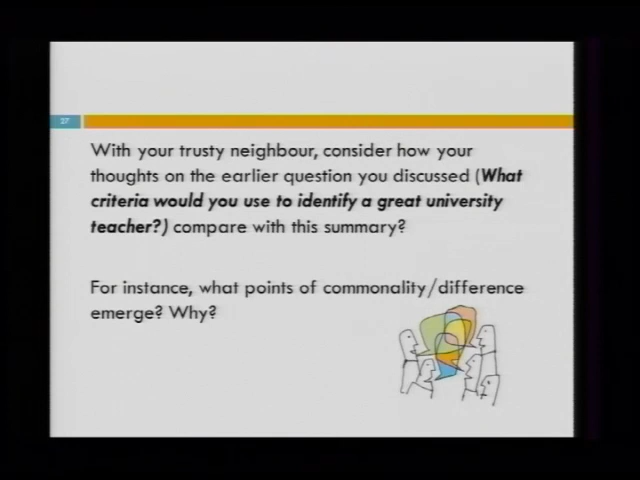 27
With your trusty neighbour, consider how your
thoughts on the earlier question you discussed (What
criteria would you use to identify a great university
teacher?) compare with this summary?
For instance, what points of commonality/difference
emerge? Why?